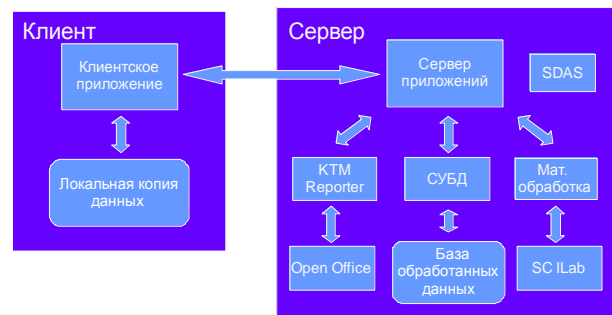 Клиент
Клиентское
приложение
Локальная копия
данных
Сервер
Сервер
приложений
SDAS
KTM
Reporter
СУБД
Мат.
обработка
Open Office
База
обработанных
данных
SC ILab